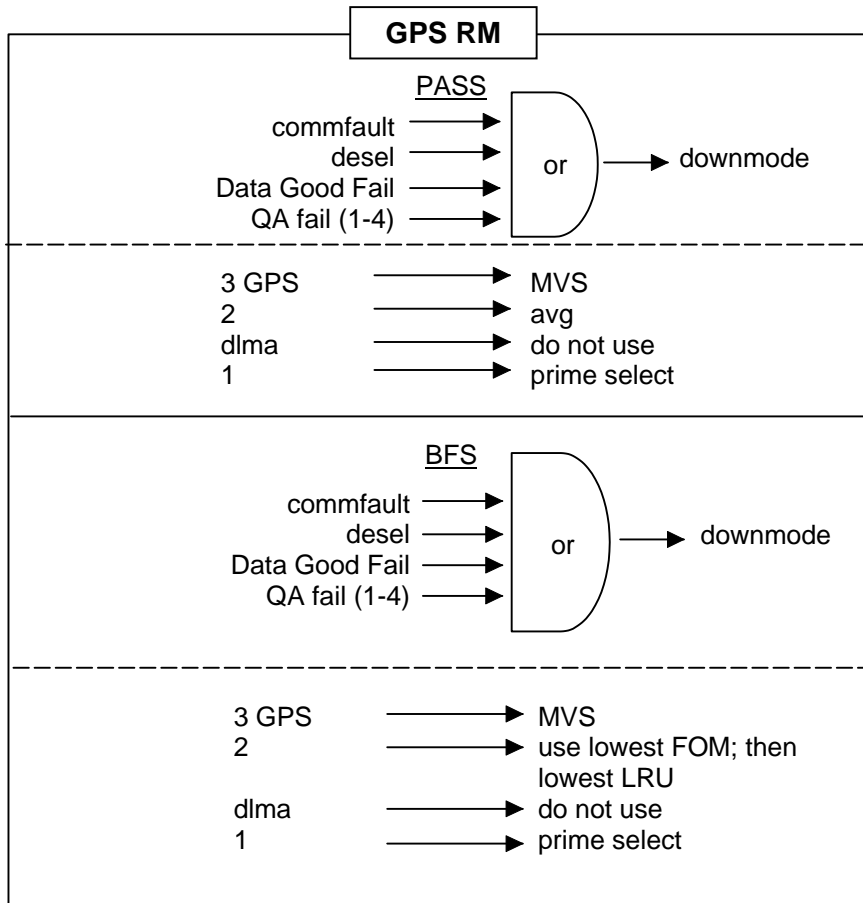 GPS RM
PASS
commfault
desel
Data Good Fail
QA fail (1-4)
or
downmode
3 GPS MVS
2 avg
dlma do not use
1 prime select
BFS
commfault
desel
Data Good Fail
QA fail (1-4)
or
downmode
3 GPS MVS
2 use lowest FOM; then
lowest LRU
dlma do not use
1 prime select